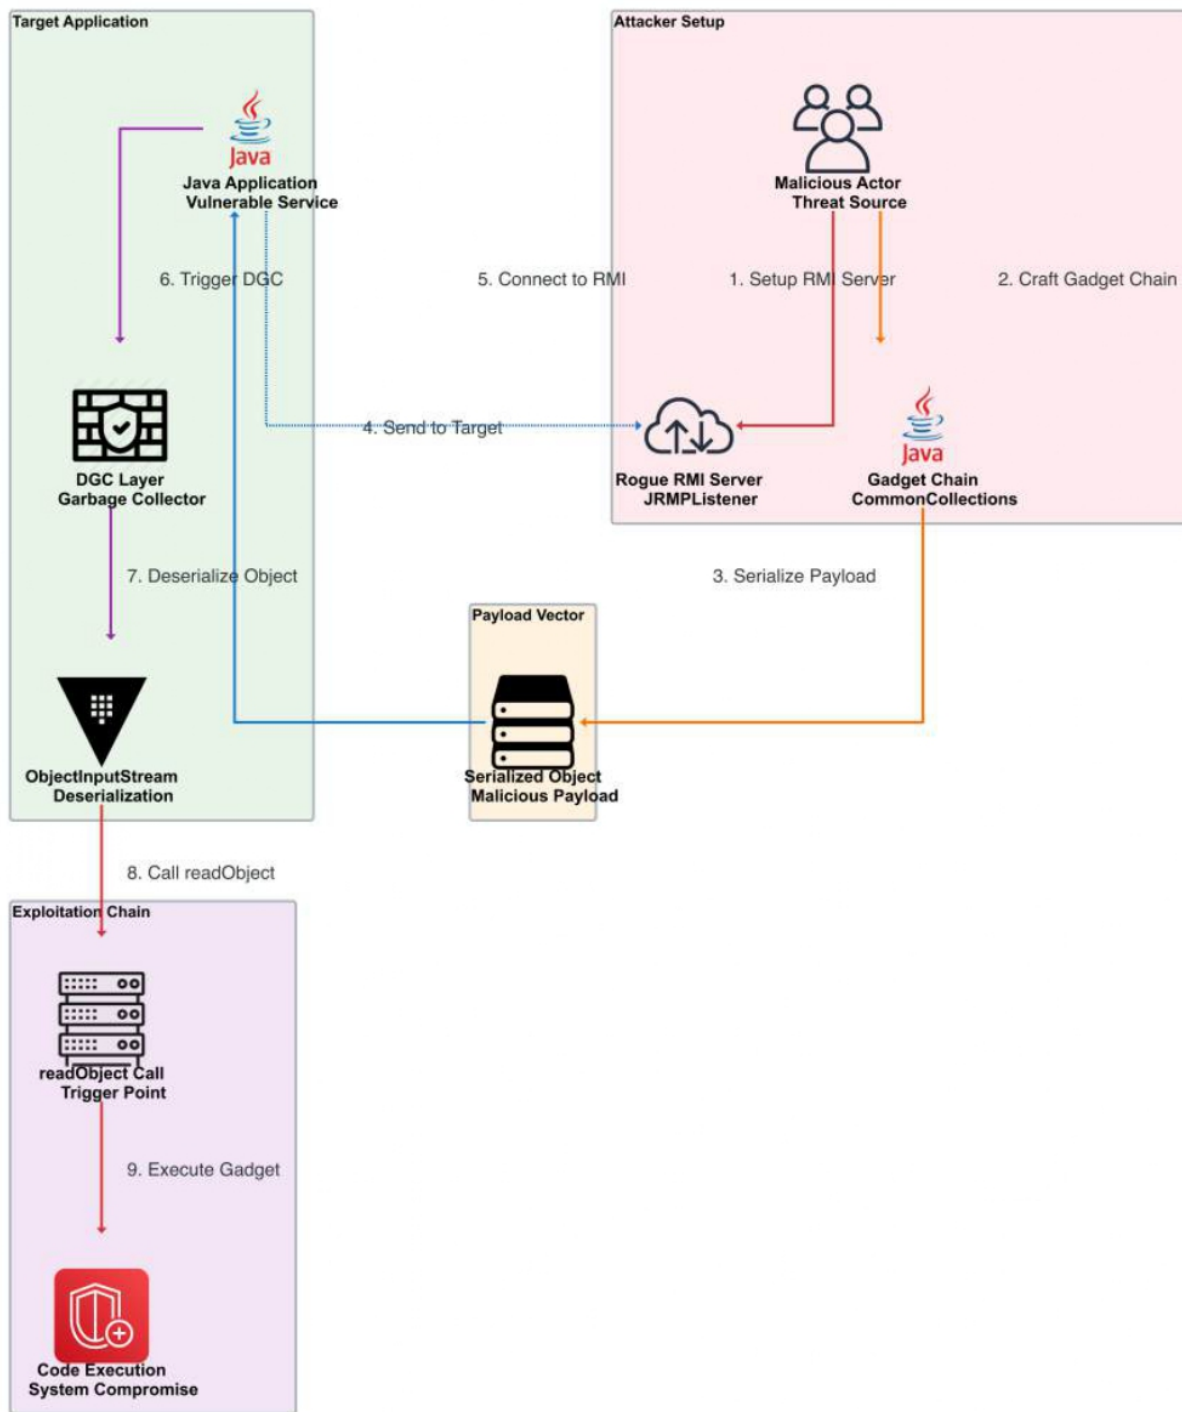 Target Application
Attacker Setup
Java
Java Application
Vulnerable Service
Malicious Actor
Threat Source
6. Trigger DGC
5. Connect to RMI
1. Setup RMI Server
2. Craft Gadget Chain
4. Send to Target
Java
DGC Layer
Garbage Collector
Rogue RMI Server
JRMPListener
Gadget Chain
CommonCollections
7. Deserialize Object
3. Serialize Payload
Payload Vector
ObjectInputStream
Deserialization
Serialized Object
Malicious Payload
8. Call readObject
Exploitation Chain
readObject Call
Trigger Point
9. Execute Gadget
Code Execution
System Compromise